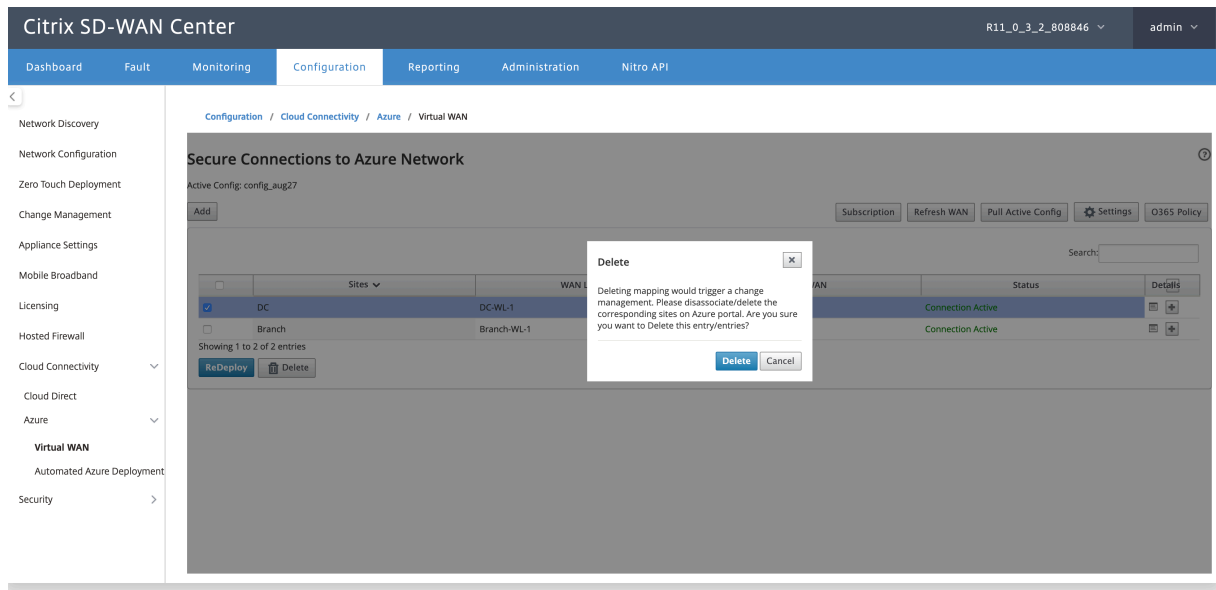 Citrix SD-WAN Center
R11_0_3_2_808846
admin
Dashboard Fault Monitoring Configuration Reporting Administration Nitro API
Network Discovery
Network Configuration
Zero Touch Deployment
Change Management
Appliance Settings
Mobile Broadband
Licensing
Hosted Firewall
Cloud Connectivity
Cloud Direct
Azure
Virtual WAN
Automated Azure Deployment
Security
Configuration / Cloud Connectivity / Azure / Virtual WAN
Secure Connections to Azure Network
Active Config: config_aug27
Add
Subscription Refresh WAN Pull Active Config Settings O365 Policy
Search:
Sites WAN L AN Status Details
DC DC-WL-1 Connection Active
Branch Branch-WL-1 Connection Active
Showing 1 to 2 of 2 entries
ReDeploy Delete
Delete
Deleting mapping would trigger a change
management. Please disassociate/delete the
corresponding sites on Azure portal. Are you sure
you want to Delete this entry/entries?
Delete Cancel